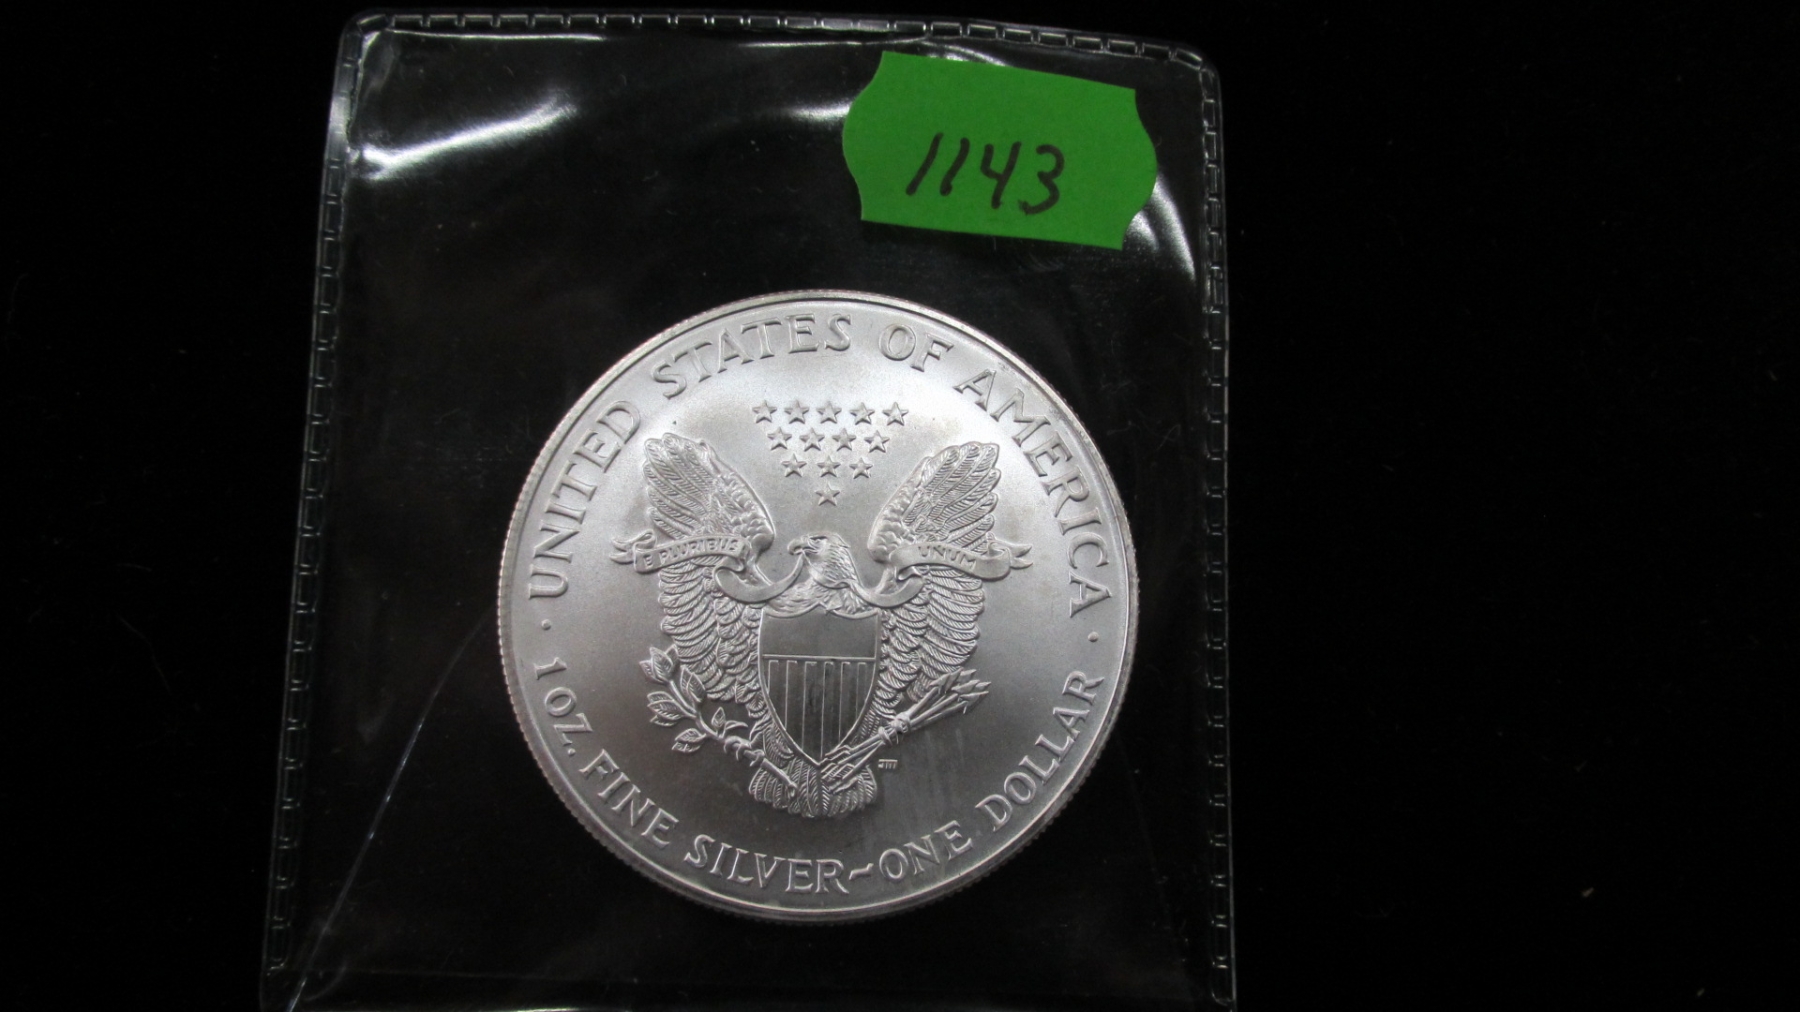 1143
UNITED STATES OF AMERICA
E PLURIBUS UNUM
1 OZ. FINE SILVER~ONE DOLLAR